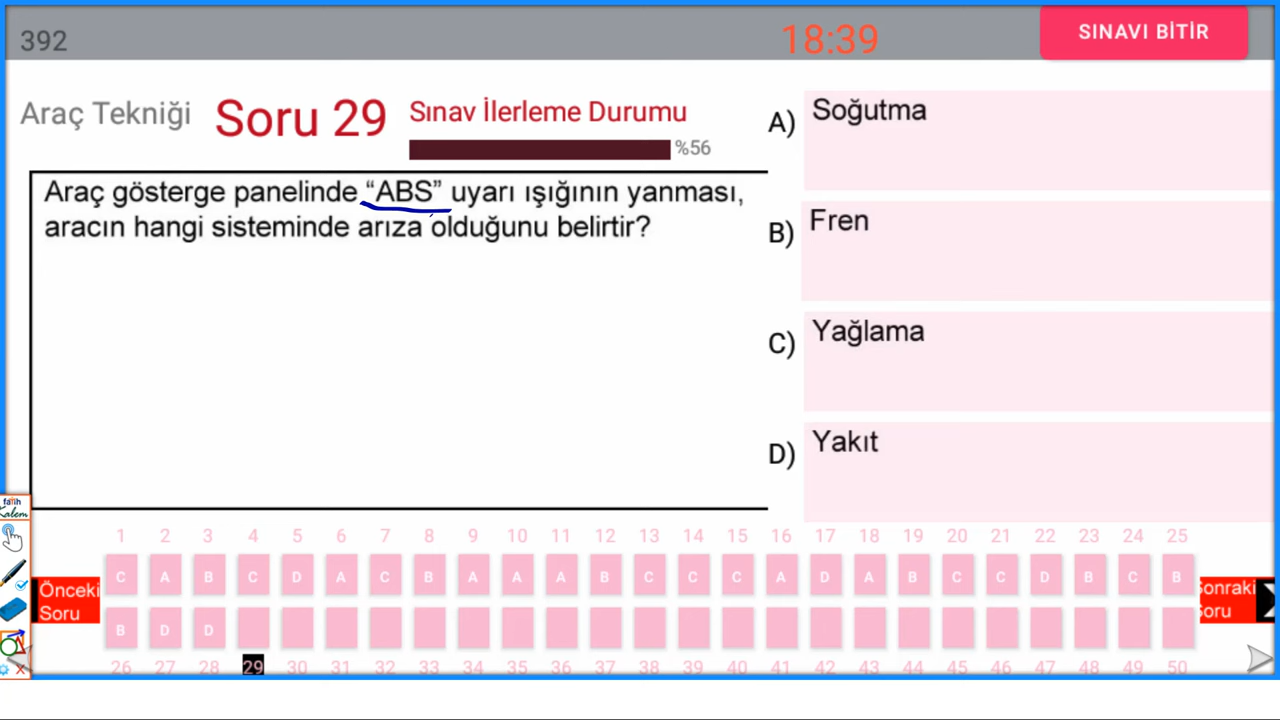 392
18:39
SINAVI BİTİR
Araç Tekniği
Soru 29
Sınav İlerleme Durumu
%56
Araç gösterge panelinde “ABS” uyarı ışığının yanması,
aracın hangi sisteminde arıza olduğunu belirtir?
A) Soğutma
B) Fren
C) Yağlama
D) Yakıt
fatih
Kalem
1 2 3 4 5 6 7 8 9 10 11 12 13 14 15 16 17 18 19 20 21 22 23 24 25
C A B C D A C B A A A B C C C A D A B C C D B C B
Önceki
Soru
Sonraki
Soru
B D D
26 27 28 29 30 31 32 33 34 35 36 37 38 39 40 41 42 43 44 45 46 47 48 49 50